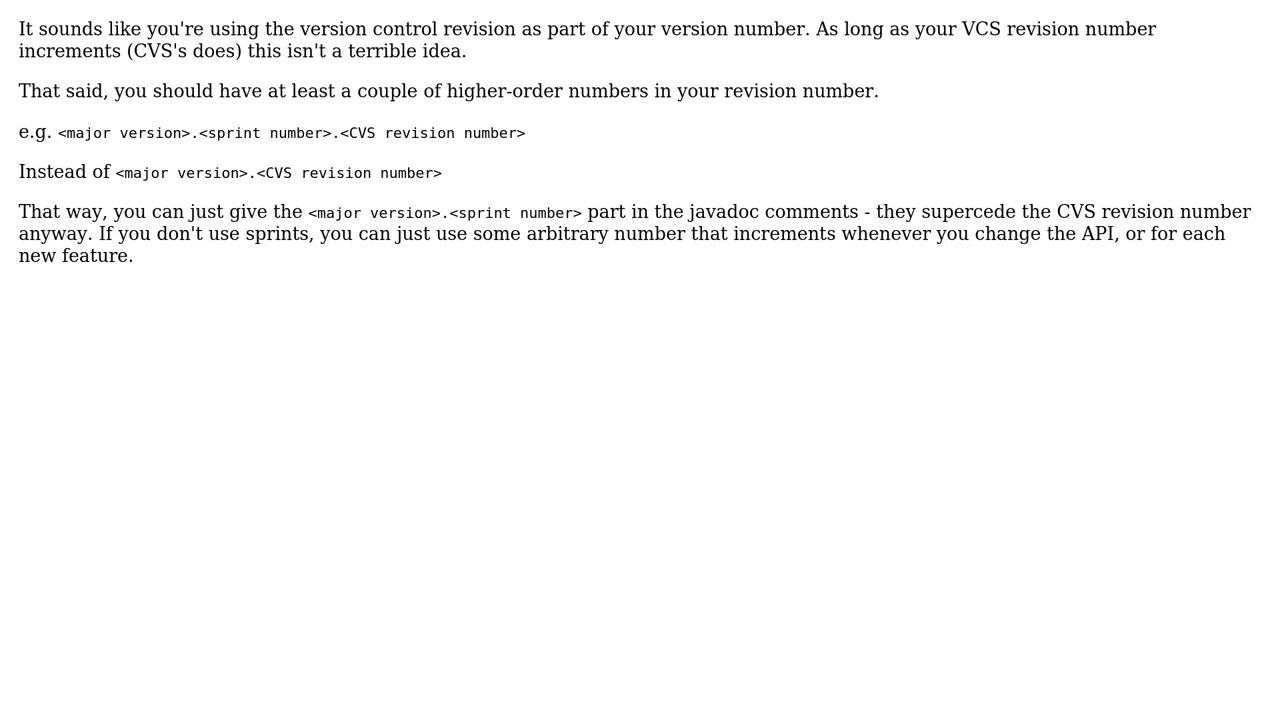 It sounds like you're using the version control revision as part of your version number. As long as your VCS revision number
increments (CVS's does) this isn't a terrible idea.
That said, you should have at least a couple of higher-order numbers in your revision number.
e.g. <major version>.<sprint number>.<CVS revision number>
Instead of <major version>.<CVS revision number>
That way, you can just give the <major version>.<sprint number> part in the javadoc comments - they supercede the CVS revision number
anyway. If you don't use sprints, you can just use some arbitrary number that increments whenever you change the API, or for each
new feature.